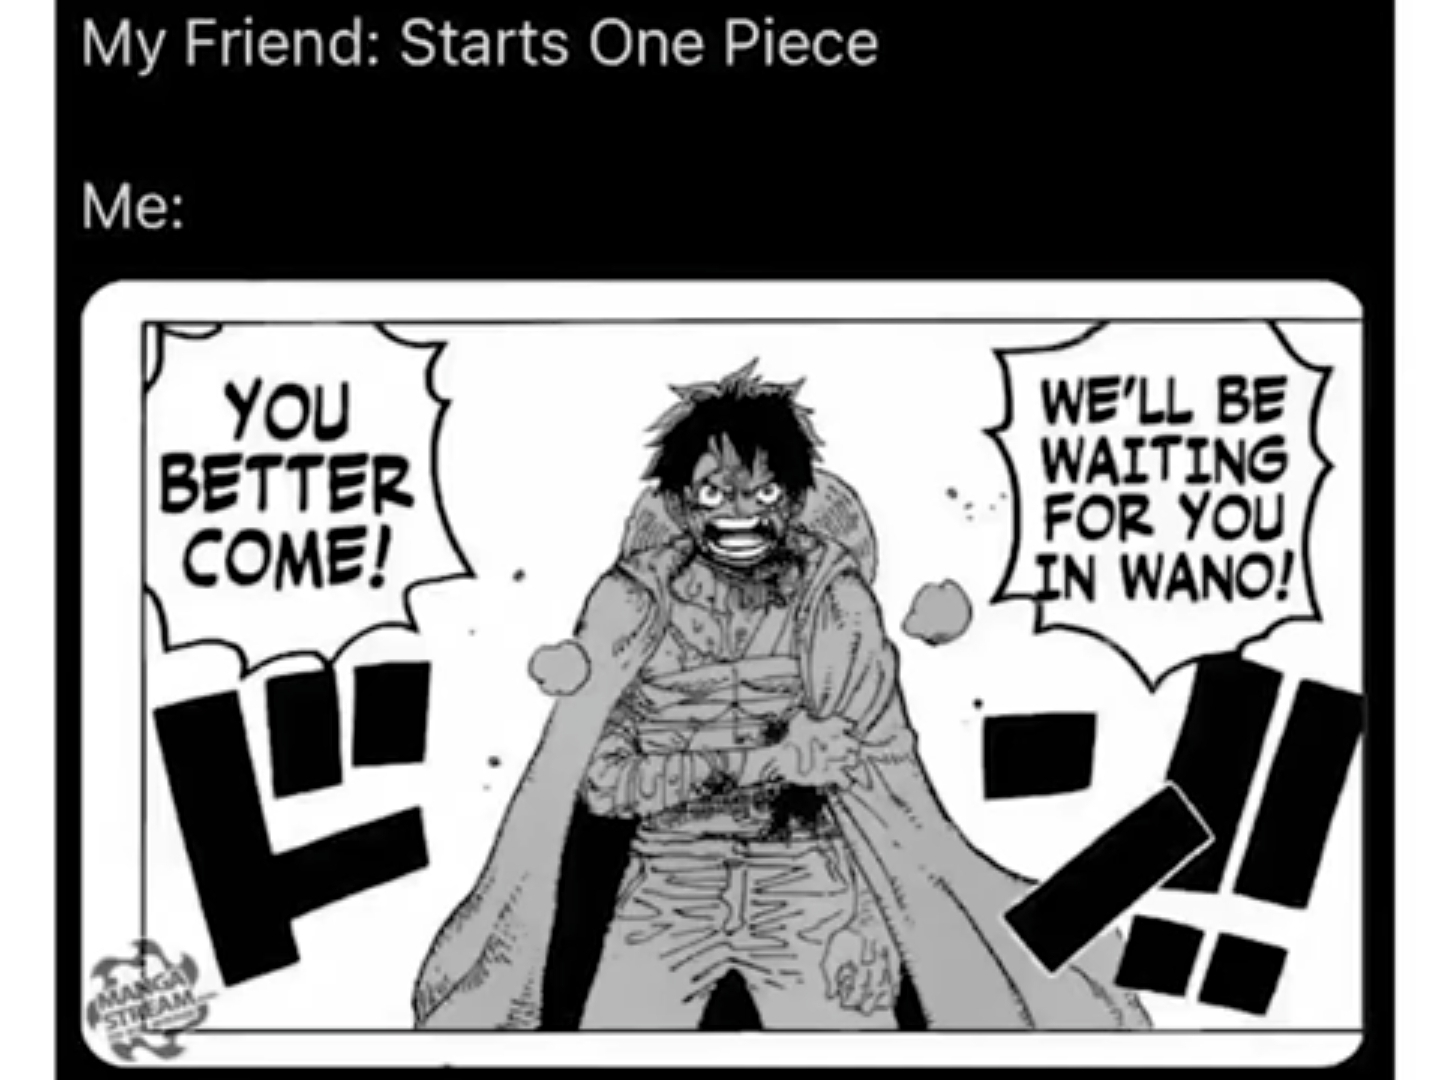 My Friend: Starts One Piece
Me:
YOU
BETTER
COME!
WE'LL BE
WAITING
FOR YOU
IN WANO!
ドン!!
MANGA
STREAM